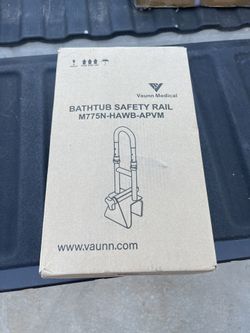 Vaunn Medical
BATHTUB SAFETY RAIL
M775N-HAWB-APVM
www.vaunn.com